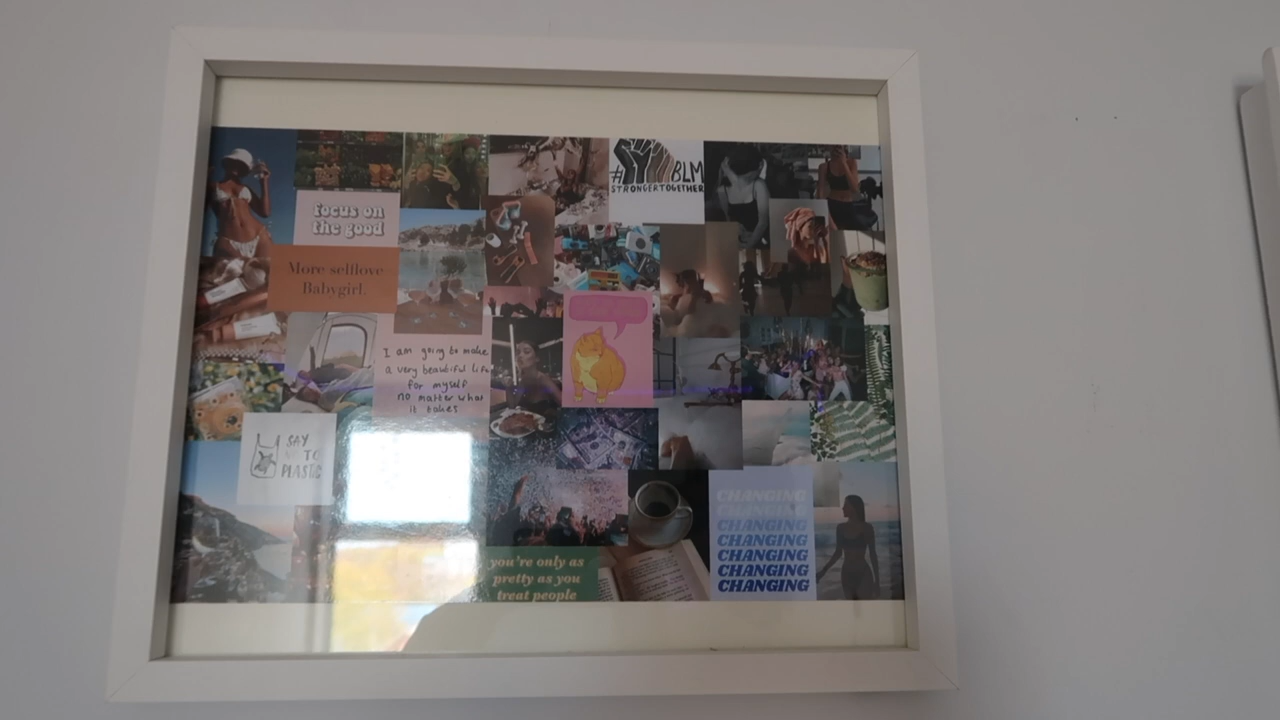 #
BLM
STRONGERTOGETHER
focus on
the good
More selflove
Babygirl.
I am going to make
a very beautiful life
for myself
no matter what
it takes
SAY
NO TO
PLASTIC
CHANGING
CHANGING
CHANGING
CHANGING
CHANGING
CHANGING
CHANGING
you're only as
pretty as you
treat people